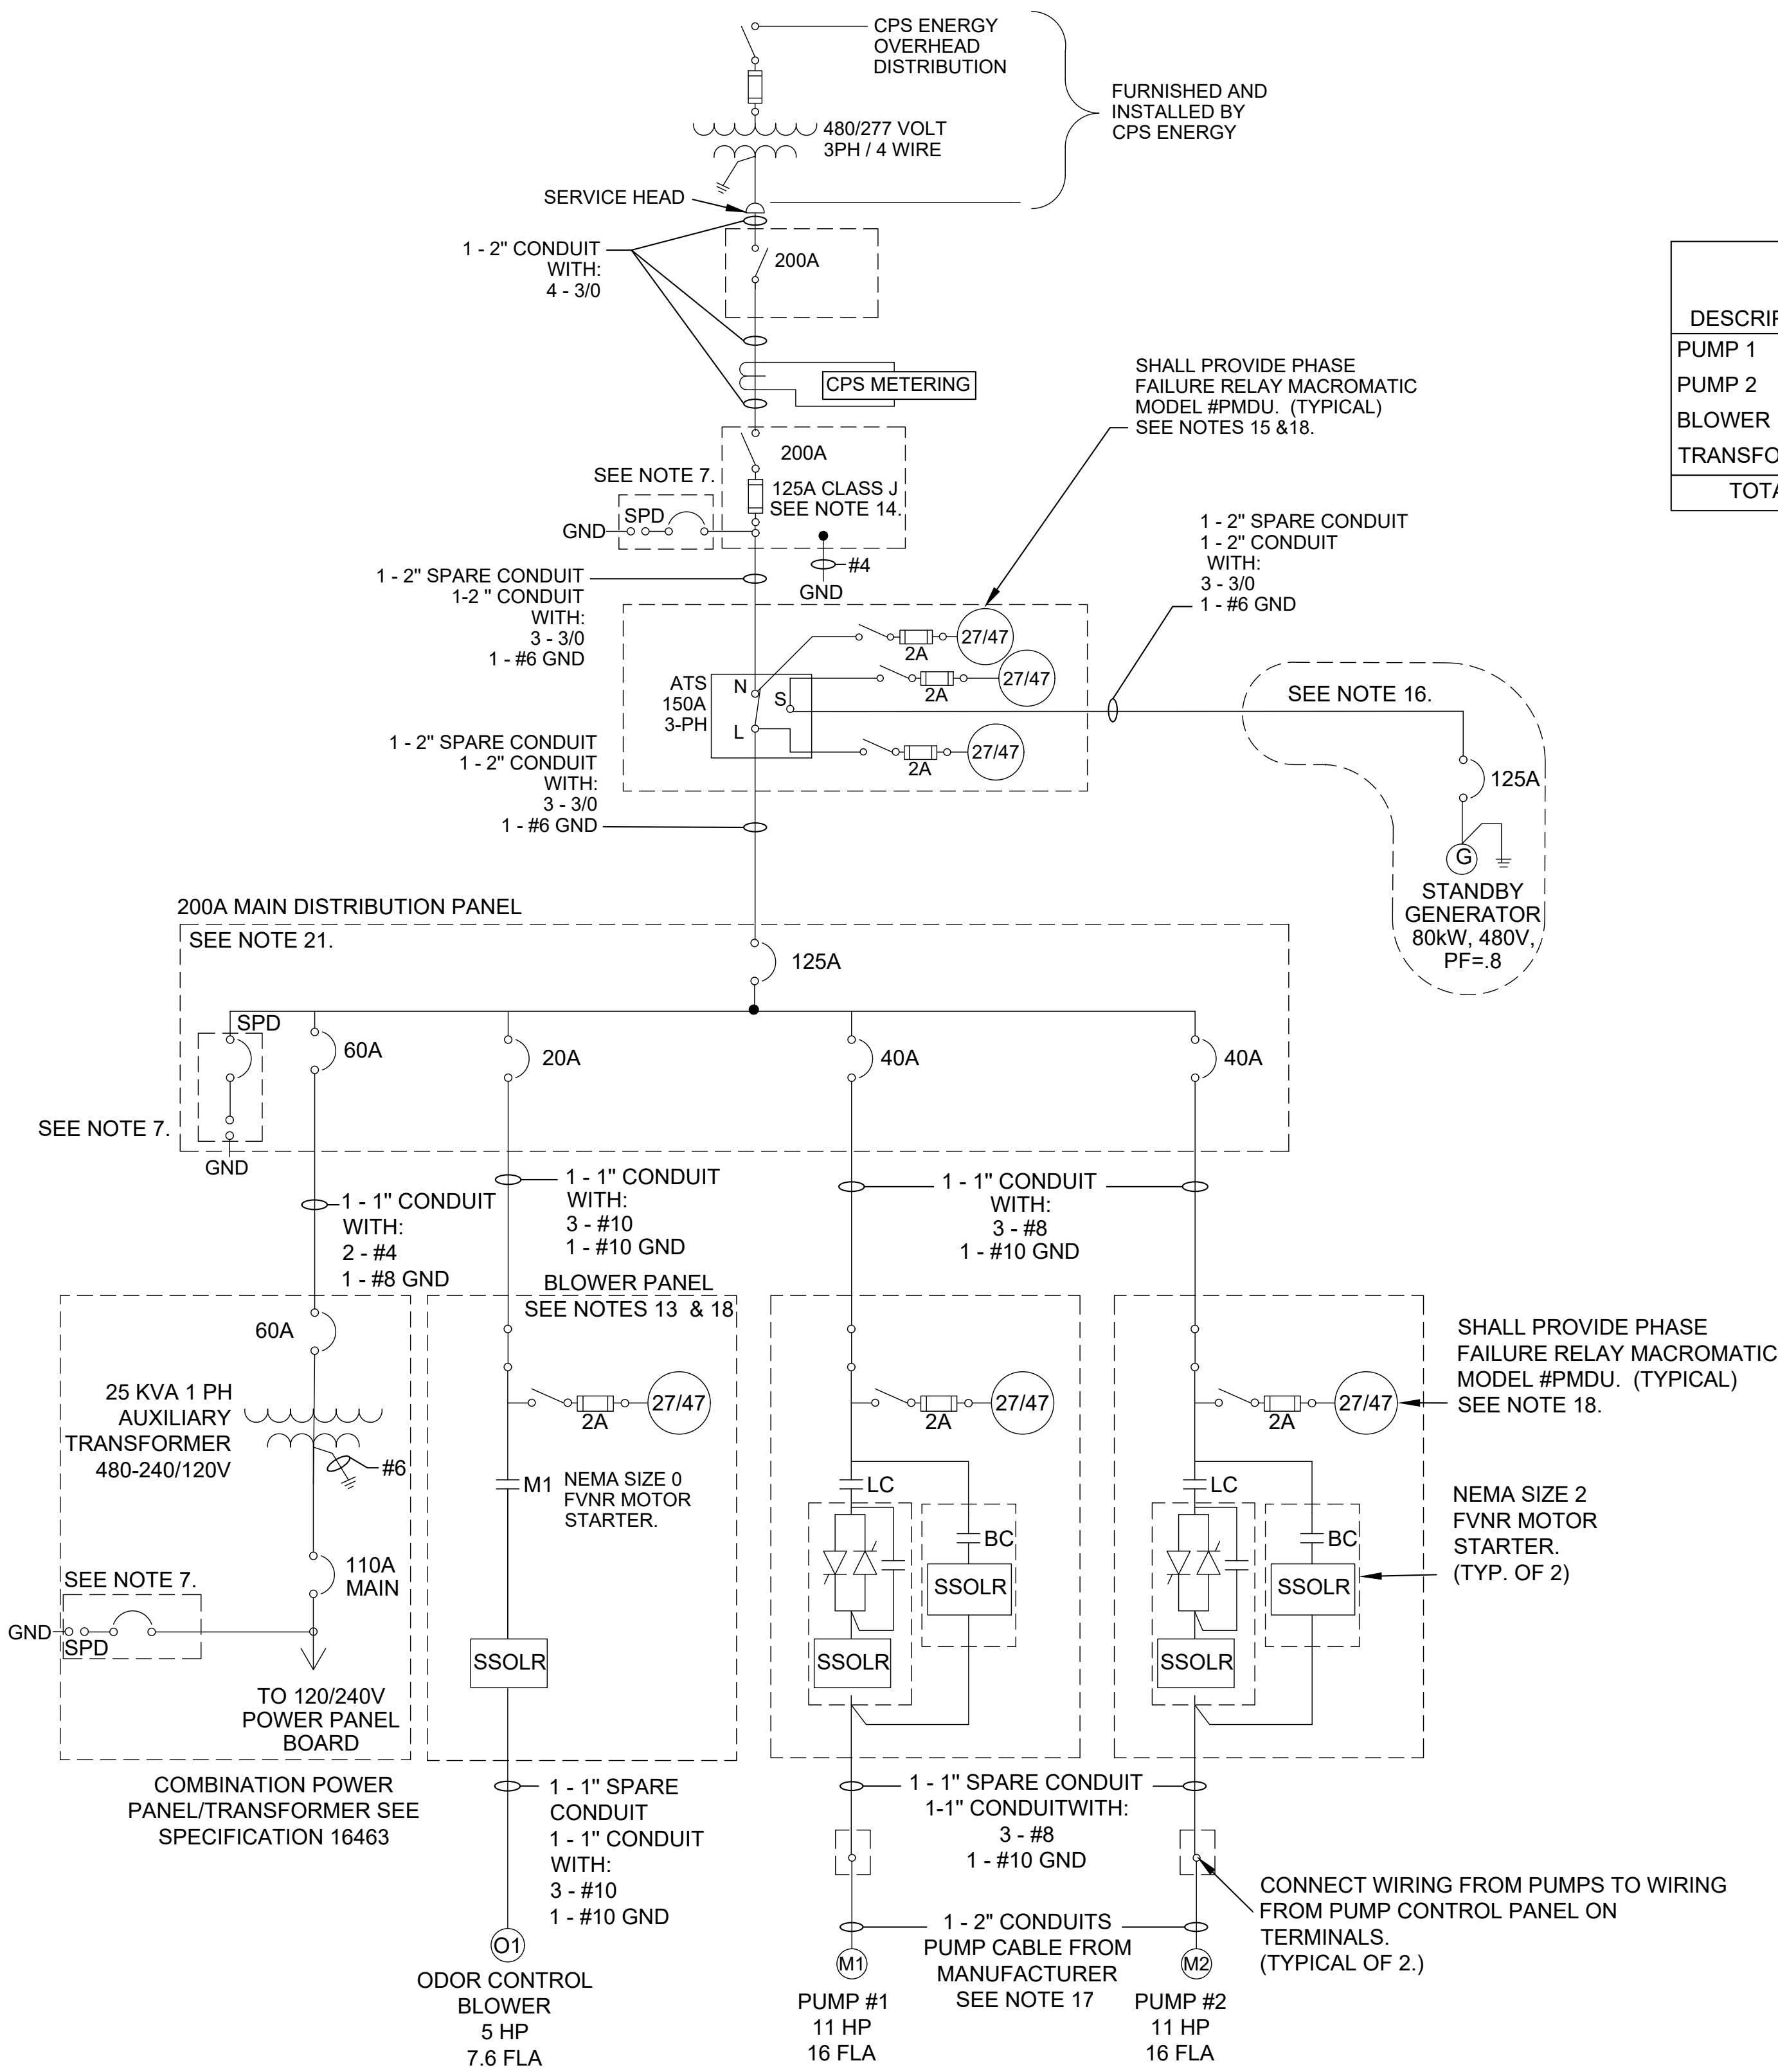 CPS ENERGY
OVERHEAD
DISTRIBUTION
FURNISHED AND
INSTALLED BY
CPS ENERGY
480/277 VOLT
3PH / 4 WIRE
SERVICE HEAD
1 - 2" CONDUIT
WITH:
4 - 3/0
200A
CPS METERING
DESCRIP
PUMP 1
PUMP 2
BLOWER
TRANSFO
TOTA
SHALL PROVIDE PHASE
FAILURE RELAY MACROMATIC
MODEL #PMDU. (TYPICAL)
SEE NOTES 15 &18.
200A
125A CLASS J
SEE NOTE 14.
SEE NOTE 7.
SPD
GND
#4
GND
1 - 2" SPARE CONDUIT
1-2 " CONDUIT
WITH:
3 - 3/0
1 - #6 GND
1 - 2" SPARE CONDUIT
1 - 2" CONDUIT
WITH:
3 - 3/0
1 - #6 GND
27/47
2A
27/47
2A
27/47
2A
ATS
150A
3-PH
N
S
L
1 - 2" SPARE CONDUIT
1 - 2" CONDUIT
WITH:
3 - 3/0
1 - #6 GND
SEE NOTE 16.
125A
G
STANDBY
GENERATOR
80kW, 480V,
PF=.8
200A MAIN DISTRIBUTION PANEL
SEE NOTE 21.
125A
SPD
60A
20A
40A
40A
SEE NOTE 7.
GND
1 - 1" CONDUIT
WITH:
2 - #4
1 - #8 GND
1 - 1" CONDUIT
WITH:
3 - #10
1 - #10 GND
1 - 1" CONDUIT
WITH:
3 - #8
1 - #10 GND
BLOWER PANEL
SEE NOTES 13 & 18
60A
25 KVA 1 PH
AUXILIARY
TRANSFORMER
480-240/120V
#6
110A
MAIN
SEE NOTE 7.
GND
SPD
TO 120/240V
POWER PANEL
BOARD
COMBINATION POWER
PANEL/TRANSFORMER SEE
SPECIFICATION 16463
2A
27/47
M1
NEMA SIZE 0
FVNR MOTOR
STARTER.
SSOLR
2A
27/47
LC
BC
SSOLR
SSOLR
2A
27/47
LC
BC
SSOLR
SSOLR
SHALL PROVIDE PHASE
FAILURE RELAY MACROMATIC
MODEL #PMDU. (TYPICAL)
SEE NOTE 18.
NEMA SIZE 2
FVNR MOTOR
STARTER.
(TYP. OF 2)
1 - 1" SPARE
CONDUIT
1 - 1" CONDUIT
WITH:
3 - #10
1 - #10 GND
1 - 1" SPARE CONDUIT
1-1" CONDUITWITH:
3 - #8
1 - #10 GND
CONNECT WIRING FROM PUMPS TO WIRING
FROM PUMP CONTROL PANEL ON
TERMINALS.
(TYPICAL OF 2.)
1 - 2" CONDUITS
PUMP CABLE FROM
MANUFACTURER
SEE NOTE 17
O1
ODOR CONTROL
BLOWER
5 HP
7.6 FLA
M1
PUMP #1
11 HP
16 FLA
M2
PUMP #2
11 HP
16 FLA